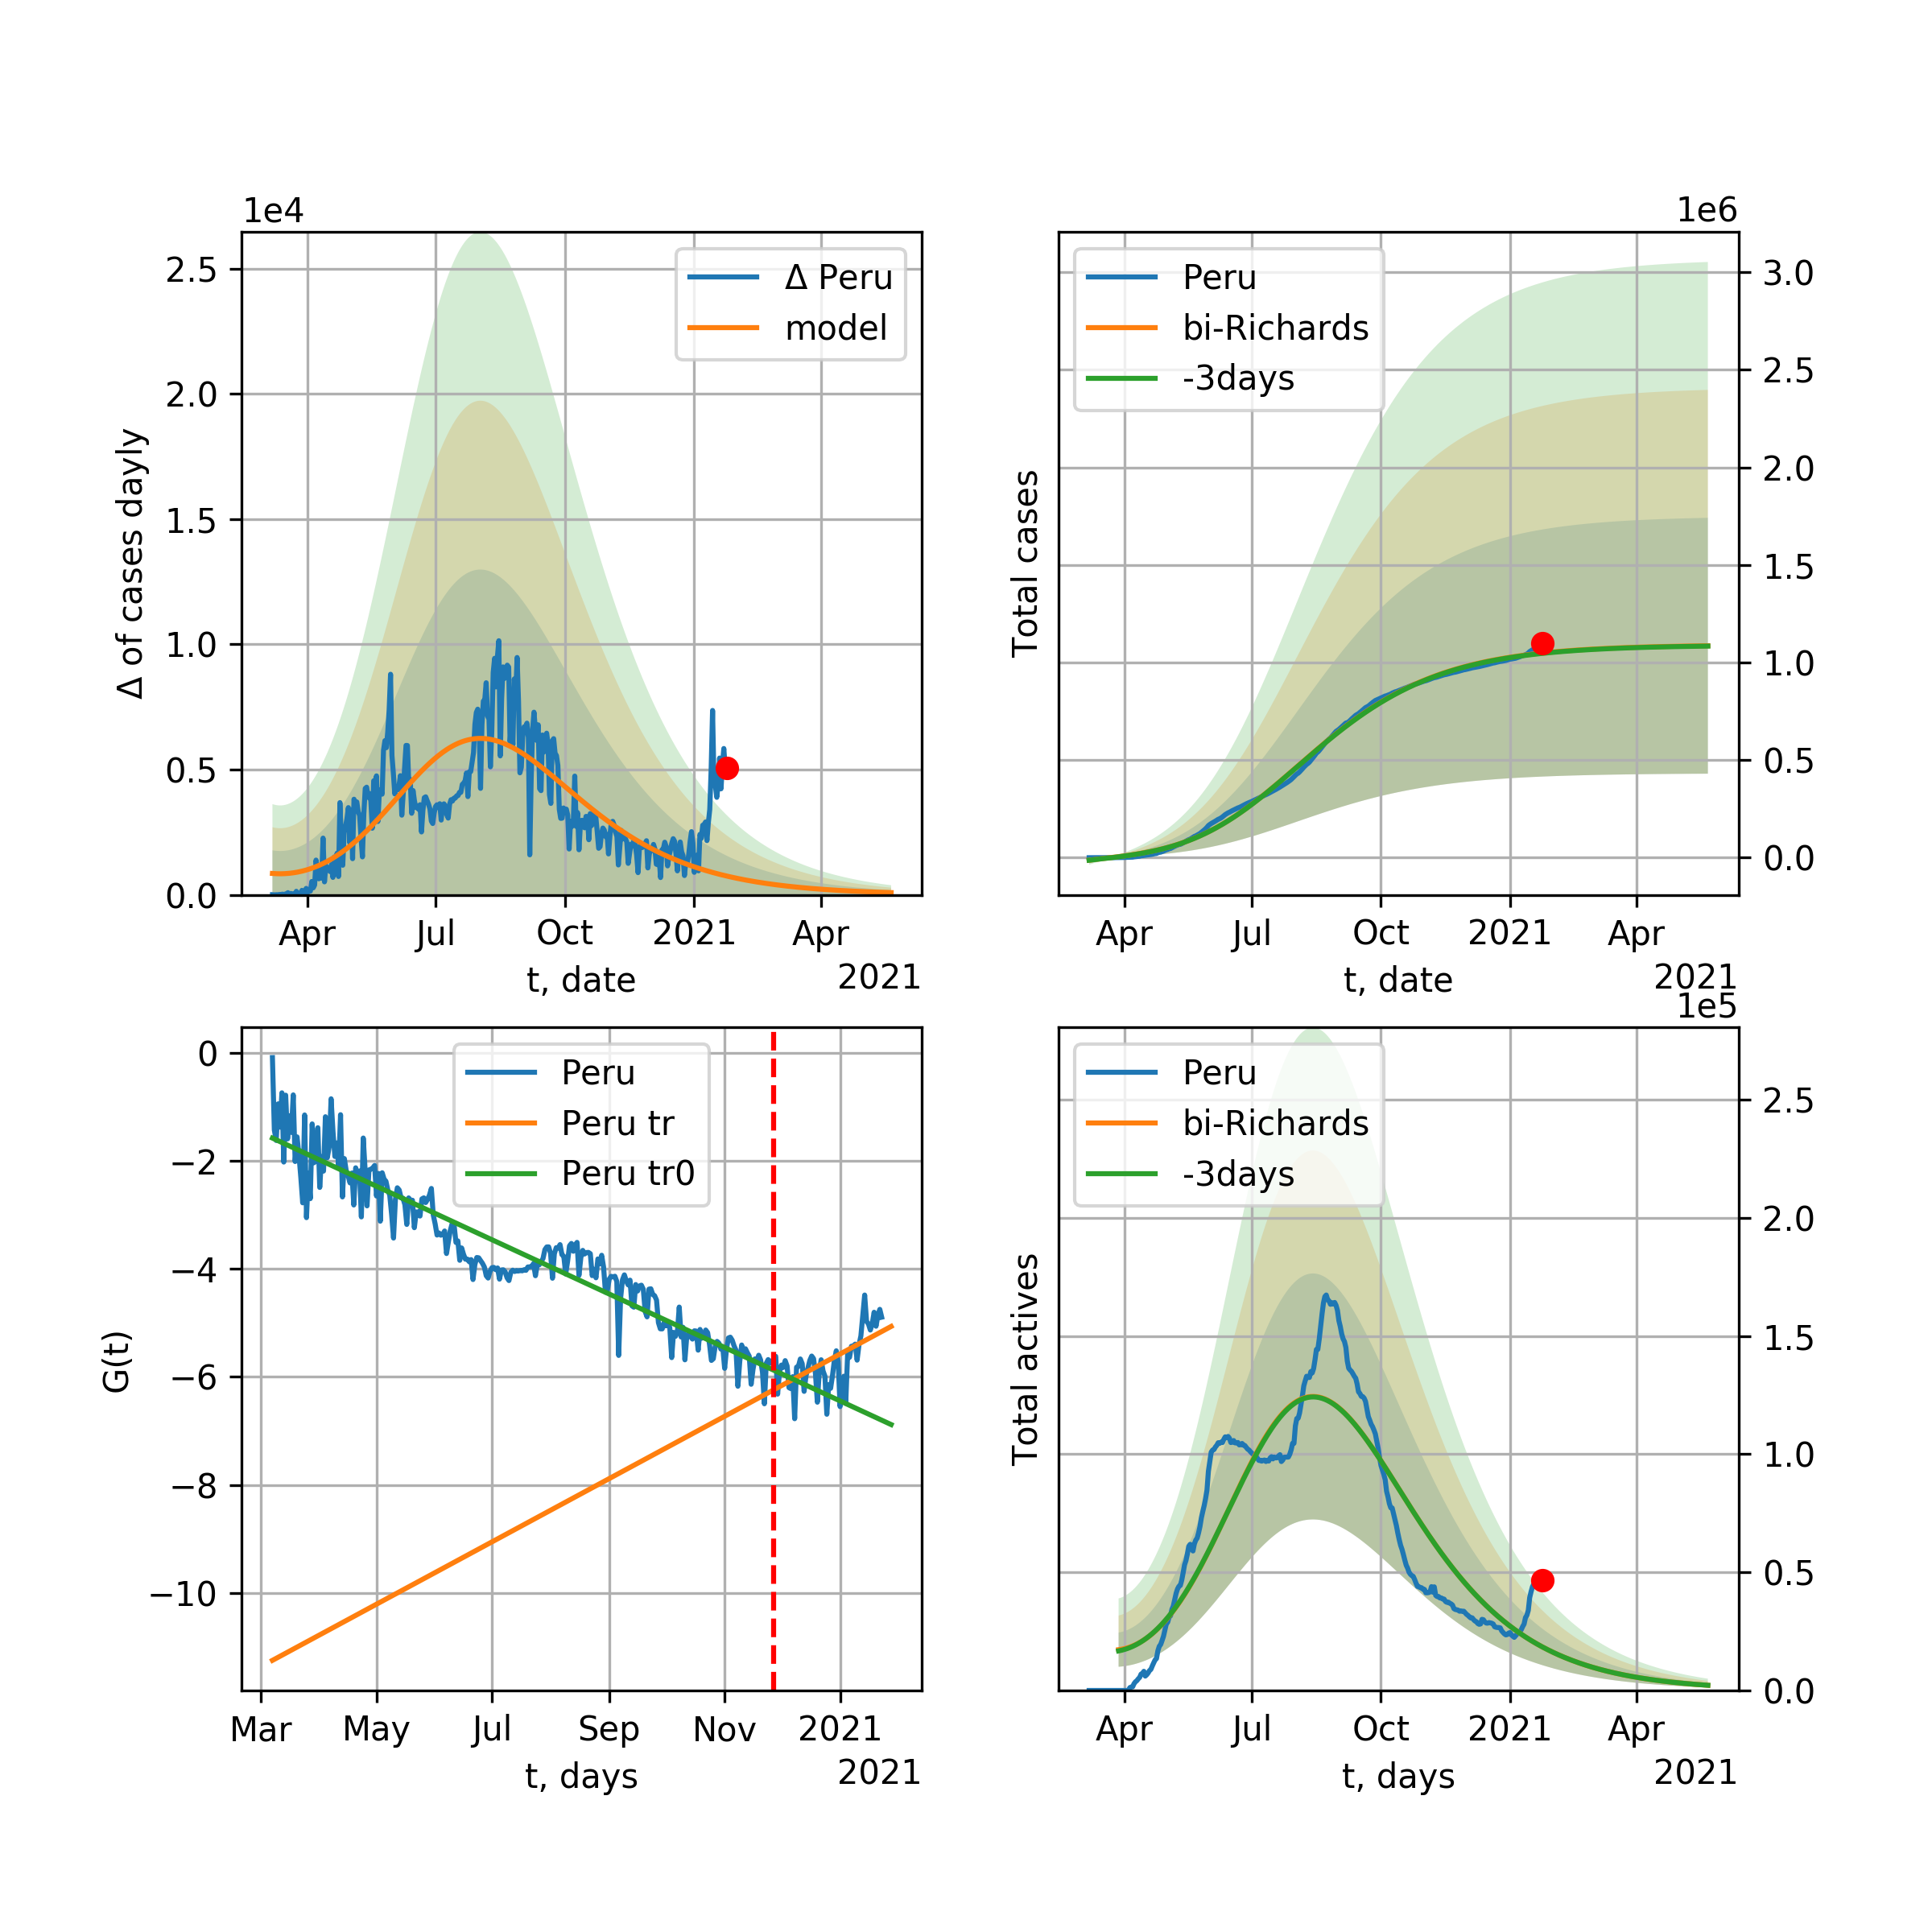 1e4
2.5
2.0
1.5
1.0
0.5
0.0
Δ of cases dayly
Δ Peru
model
Apr Jul Oct 2021 Apr
t, date
2021
1e6
3.0
2.5
2.0
1.5
1.0
0.5
0.0
Total cases
Peru
bi-Richards
-3days
Apr Jul Oct 2021 Apr
t, date
2021
0
−2
−4
−6
−8
−10
G(t)
Peru
Peru tr
Peru tr0
Mar May Jul Sep Nov 2021
t, days
2021
1e5
2.5
2.0
1.5
1.0
0.5
0.0
Total actives
Peru
bi-Richards
-3days
Apr Jul Oct 2021 Apr
t, days
2021